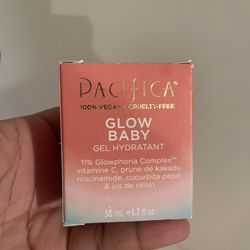 PACIFICA®
100% VEGAN & CRUELTY-FREE
GLOW
BABY
GEL HYDRATANT
11% Glowphoria Complex™
vitamine C, prune de kakadu
niacinamide, cucurbita pepo
& jus de raisin
50 mL ℮ 1.7 fl oz